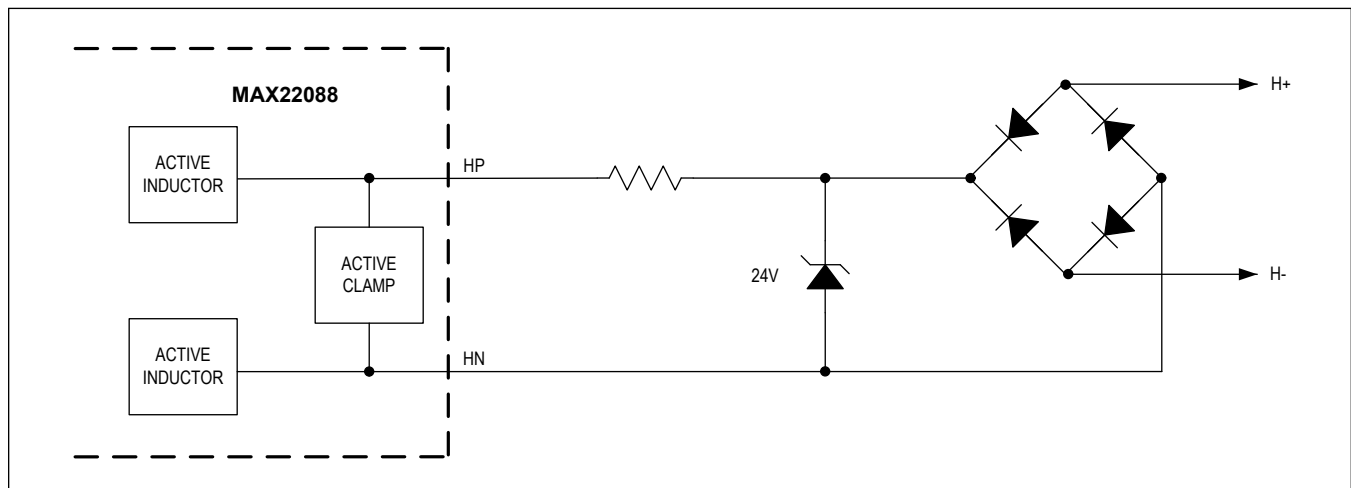 MAX22088
ACTIVE
INDUCTOR
HP
ACTIVE
CLAMP
ACTIVE
INDUCTOR
HN
24V
H+
H-